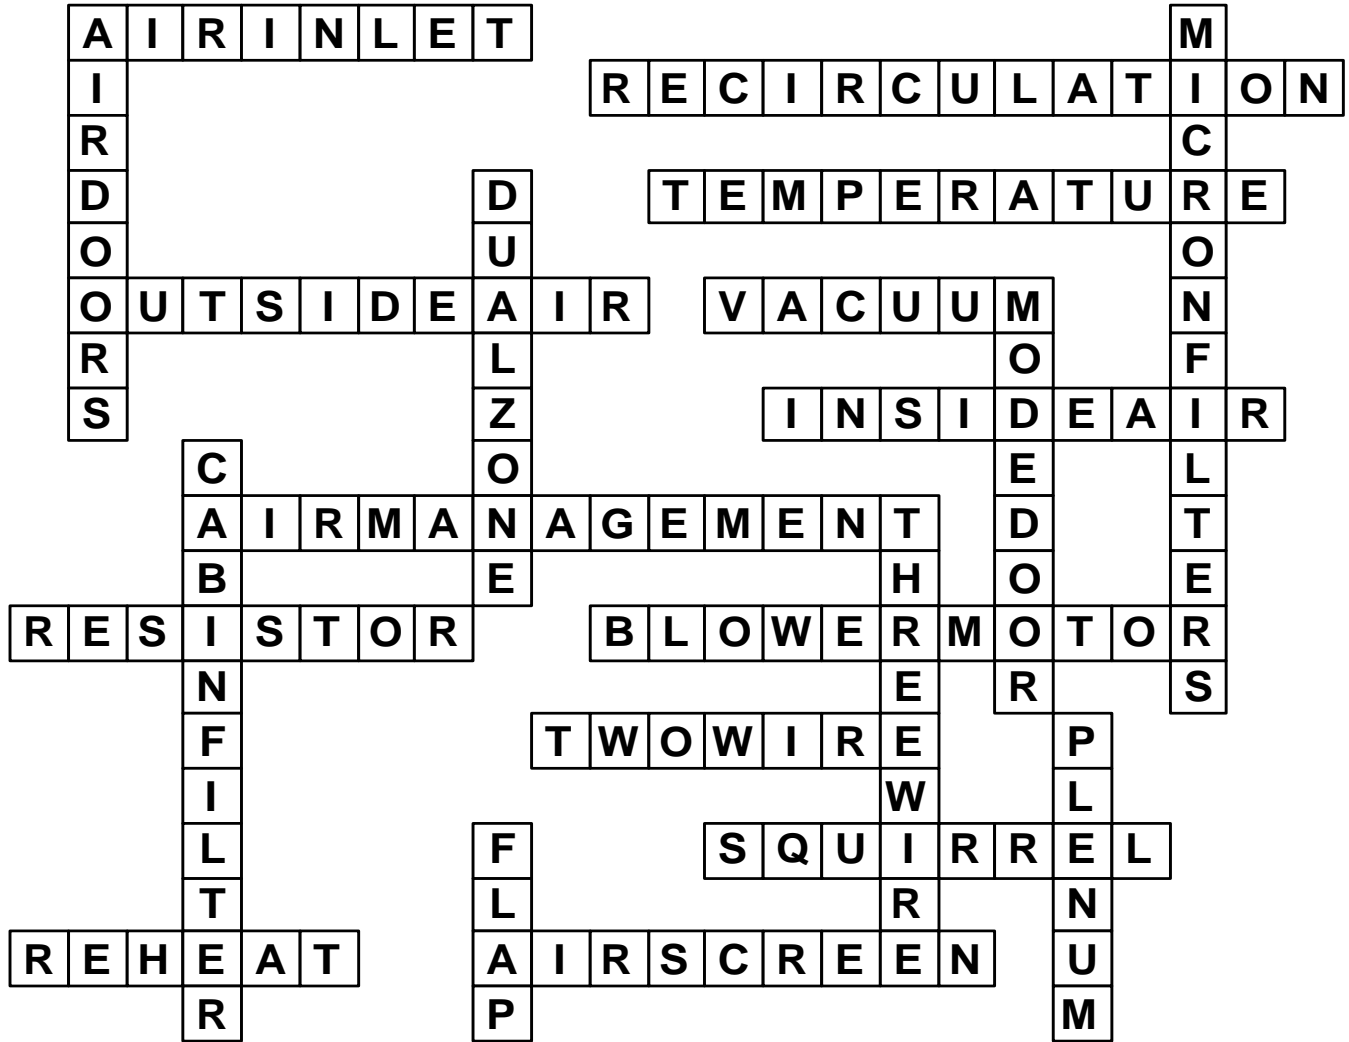 AIRINLET
MICRONFILTERS
AIRDOORS
RECIRCULATION
DUALZONE
TEMPERATURE
OUTSIDEAIR
VACUUM
MODEDOOR
INSIDEAIR
CABINFILTER
AIRMANAGEMENT
THREEWIRE
RESISTOR
BLOWERMOTORS
TWOWIRE
PLENUM
FLAP
SQUIRREL
REHEAT
AIRSCREEN